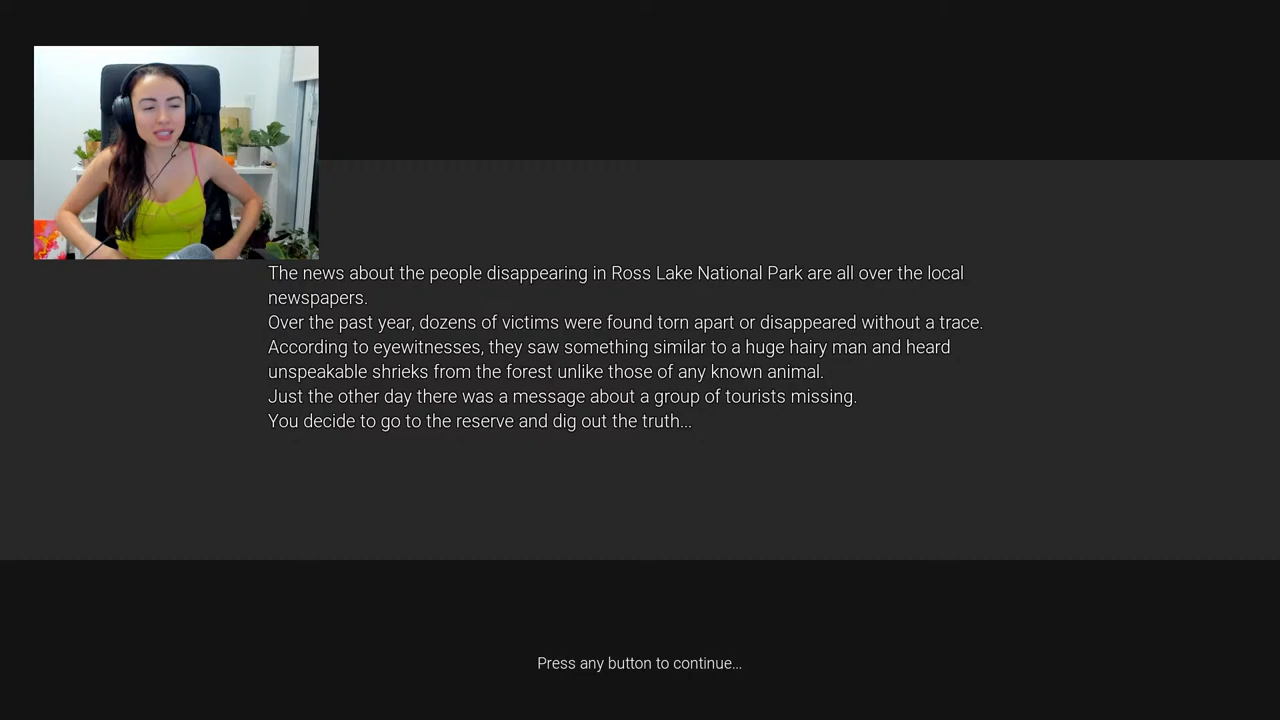 The news about the people disappearing in Ross Lake National Park are all over the local
newspapers.
Over the past year, dozens of victims were found torn apart or disappeared without a trace.
According to eyewitnesses, they saw something similar to a huge hairy man and heard
unspeakable shrieks from the forest unlike those of any known animal.
Just the other day there was a message about a group of tourists missing.
You decide to go to the reserve and dig out the truth...
Press any button to continue...